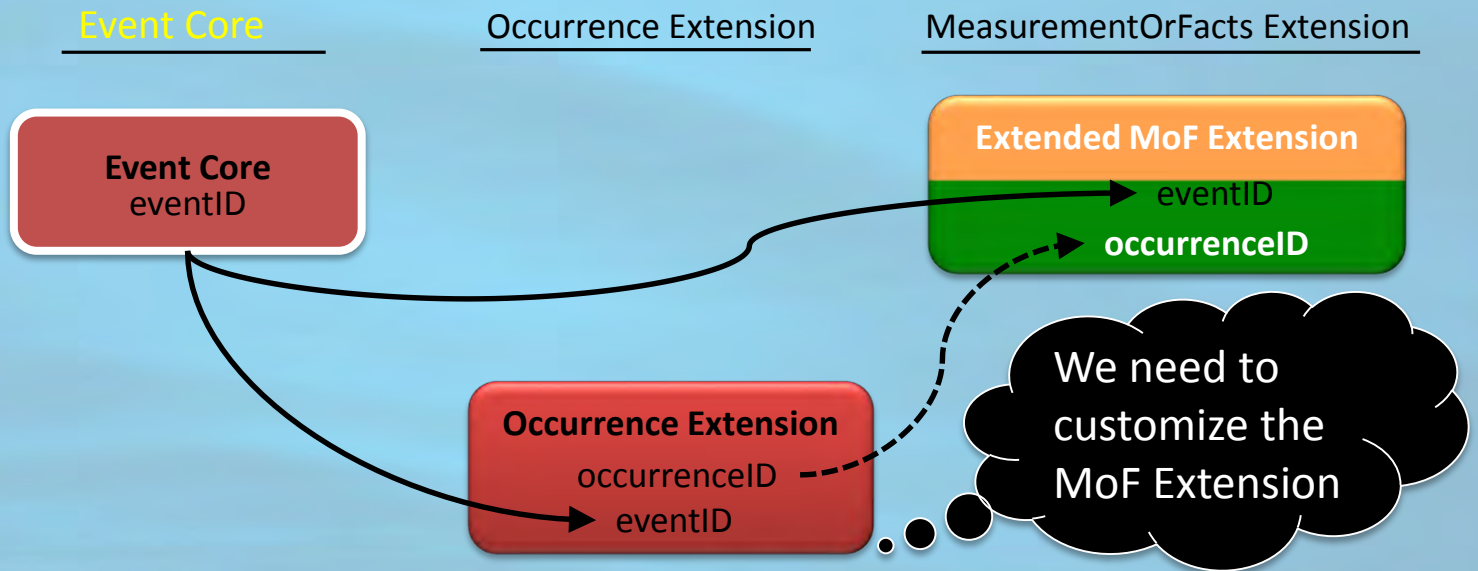 Event Core
Occurrence Extension
MeasurementOrFacts Extension
Event Core
eventID
Extended MoF Extension
eventID
occurrenceID
Occurrence Extension
occurrenceID
eventID
We need to
customize the
MoF Extension